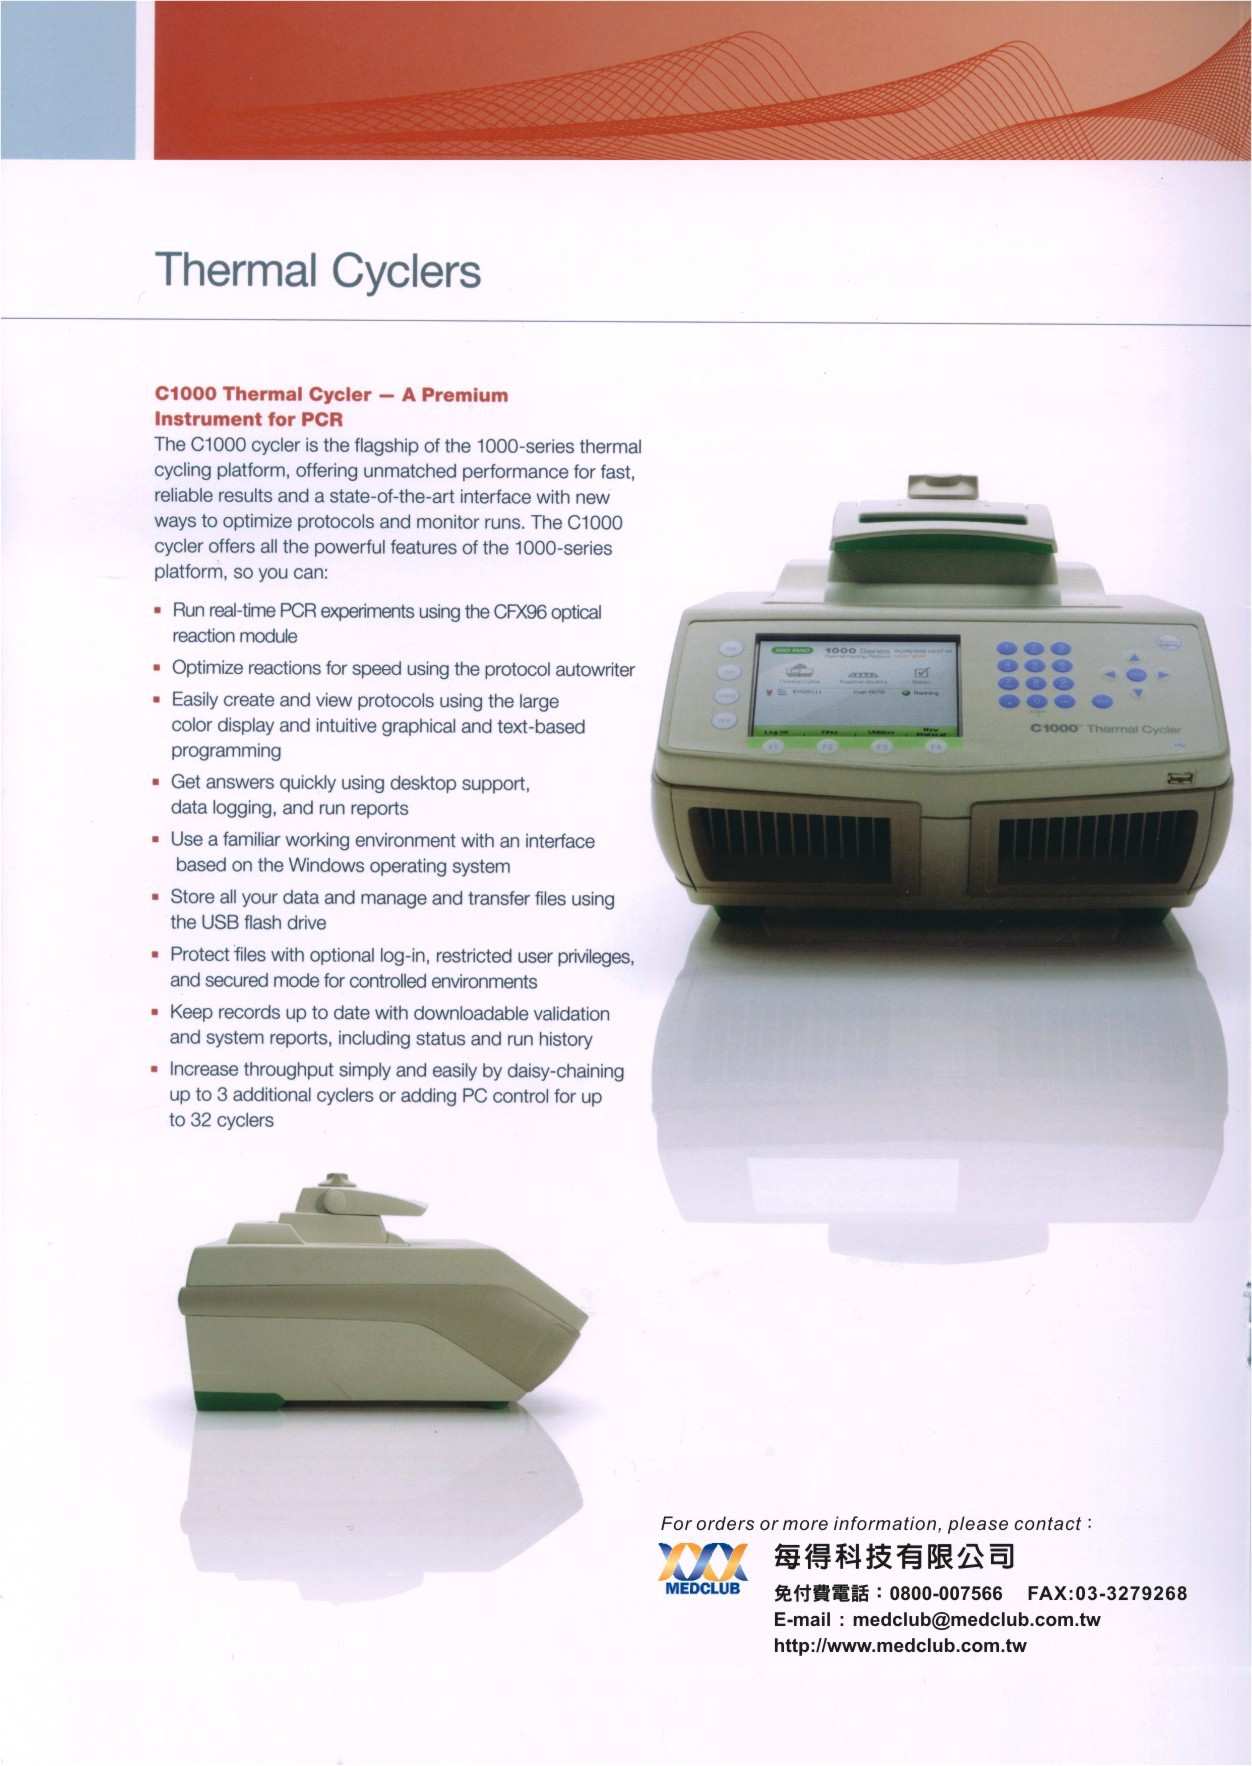 Thermal Cyclers
C1000 Thermal Cycler — A Premium
Instrument for PCR
The C1000 cycler is the flagship of the 1000-series thermal
cycling platform, offering unmatched performance for fast,
reliable results and a state-of-the-art interface with new
ways to optimize protocols and monitor runs. The C1000
cycler offers all the powerful features of the 1000-series
platform, so you can:
▪ Run real-time PCR experiments using the CFX96 optical
reaction module
▪ Optimize reactions for speed using the protocol autowriter
▪ Easily create and view protocols using the large
color display and intuitive graphical and text-based
programming
▪ Get answers quickly using desktop support,
data logging, and run reports
▪ Use a familiar working environment with an interface
based on the Windows operating system
▪ Store all your data and manage and transfer files using
the USB flash drive
▪ Protect files with optional log-in, restricted user privileges,
and secured mode for controlled environments
▪ Keep records up to date with downloadable validation
and system reports, including status and run history
▪ Increase throughput simply and easily by daisy-chaining
up to 3 additional cyclers or adding PC control for up
to 32 cyclers
BIO-RAD
1000 Series
Running
F1 F2 F3 F4
C1000™ Thermal Cycler
For orders or more information, please contact：
MEDCLUB
每得科技有限公司
免付費電話：0800-007566 FAX:03-3279268
E-mail：medclub@medclub.com.tw
http://www.medclub.com.tw